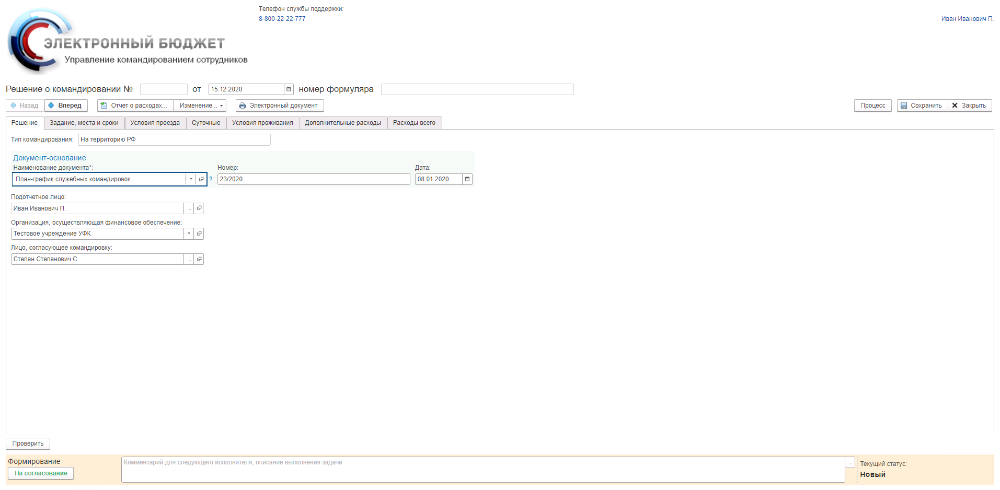 Телефон службы поддержки:
8-800-22-22-777
Иван Иванович П.
ЭЛЕКТРОННЫЙ БЮДЖЕТ
Управление командированием сотрудников
Решение о командировании № от 15.12.2020 номер формуляра
Назад Вперед Отчет о расходах... Изменение... Электронный документ Процесс Сохранить Закрыть
Решение Задание, места и сроки Условия проезда Суточные Условия проживания Дополнительные расходы Расходы всего
Тип командирования: На территорию РФ
Документ-основание
Наименование документа*: Номер: Дата:
План-график служебных командировок ? 23/2020 08.01.2020
Подотчетное лицо:
Иван Иванович П. ...
Организация, осуществляющая финансовое обеспечение:
Тестовое учреждение УФК
Лицо, согласующее командировку:
Степан Степанович С. ...
Проверить
Формирование
На согласование
Комментарий для следующего исполнителя, описание выполнения задачи
...
Текущий статус:
Новый